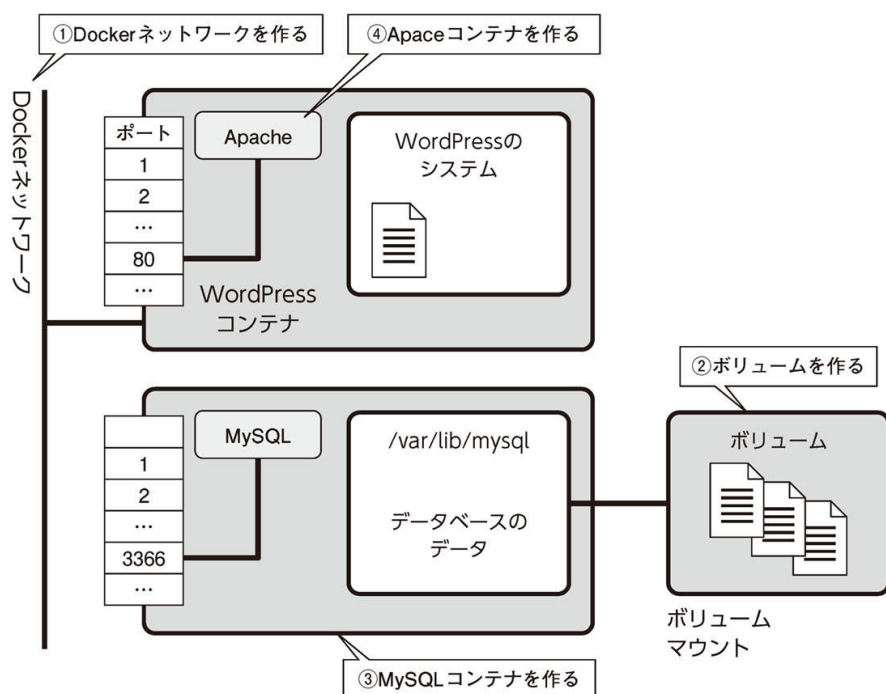 ①Dockerネットワークを作る
④Apaceコンテナを作る
Dockerネットワーク
ポート
1
2
…
80
…
Apache
WordPressの
システム
WordPress
コンテナ
②ボリュームを作る
1
2
…
3366
…
MySQL
/var/lib/mysql
データベースの
データ
ボリューム
ボリューム
マウント
③MySQLコンテナを作る